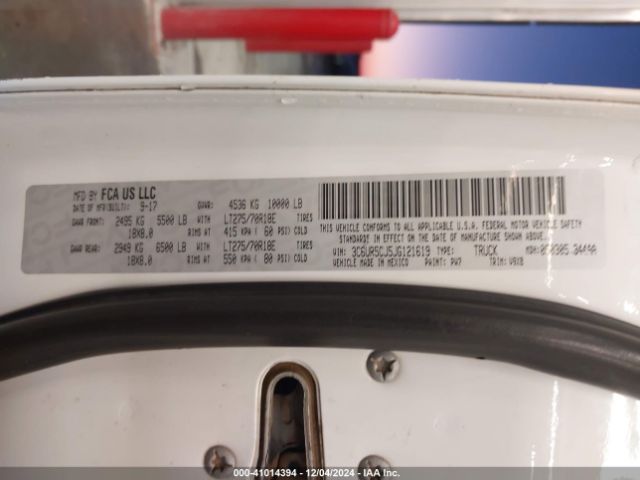 MFD BY FCA US LLC
DATE OF MFR(BUILT): 9-17 GVWR: 4536 KG 10000 LB
GAWR FRONT: 2495 KG 5500 LB WITH LT275/70R18E TIRES
18X8.0 RIMS AT 415 KPA ( 60 PSI) COLD
GAWR REAR: 2949 KG 6500 LB WITH LT275/70R18E TIRES
18X8.0 RIMS AT 550 KPA ( 80 PSI) COLD
THIS VEHICLE CONFORMS TO ALL APPLICABLE U.S.A. FEDERAL MOTOR VEHICLE SAFETY
STANDARDS IN EFFECT ON THE DATE OF MANUFACTURE SHOWN ABOVE.
VIN: 3C6UR5CJ5JG121619 TYPE: TRUCK MDH:
VEHICLE MADE IN MEXICO PAINT: PW7 TRIM: V9X8
000-41014394 - 12/04/2024 - IAA Inc.